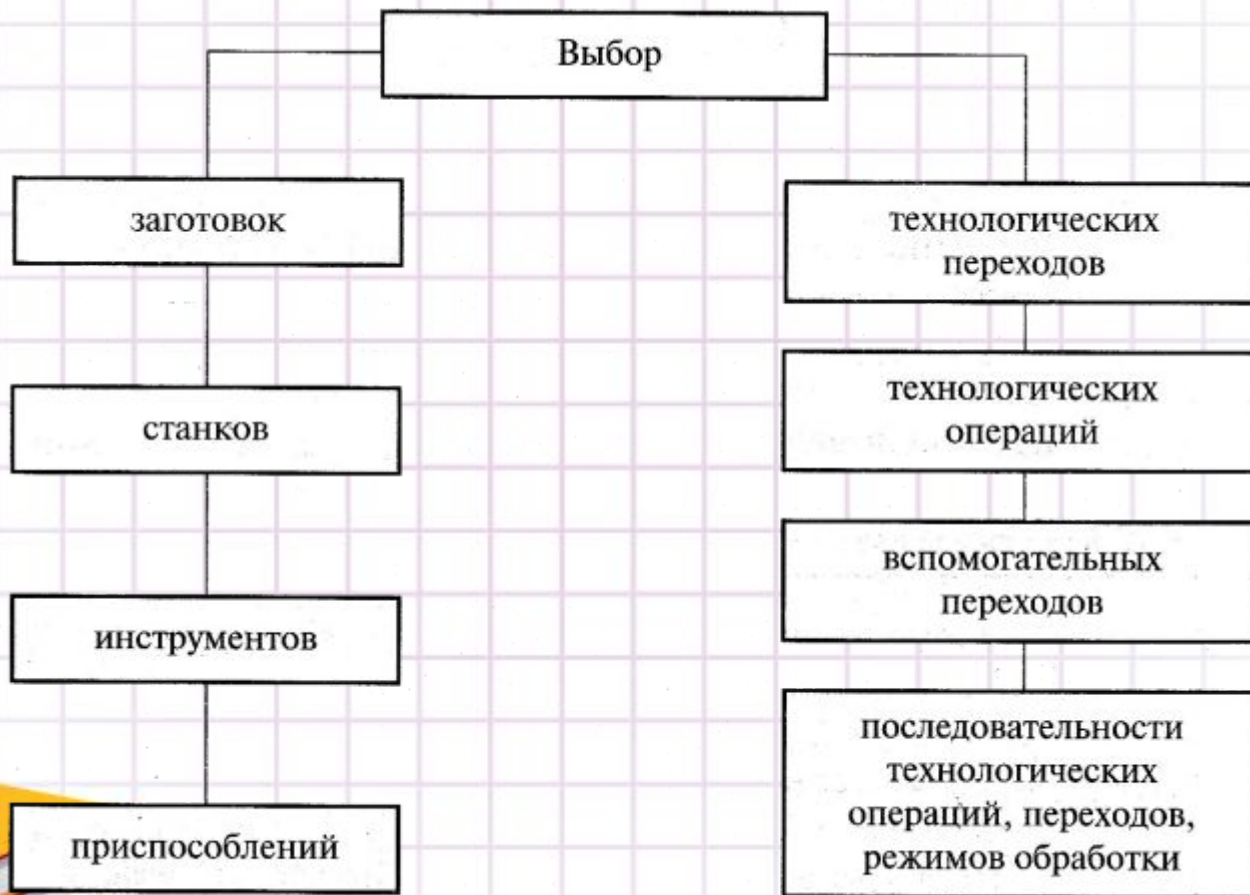 Выбор
заготовок
станков
инструментов
приспособлений
технологических
переходов
технологических
операций
вспомогательных
переходов
последовательности
технологических
операций, переходов,
режимов обработки